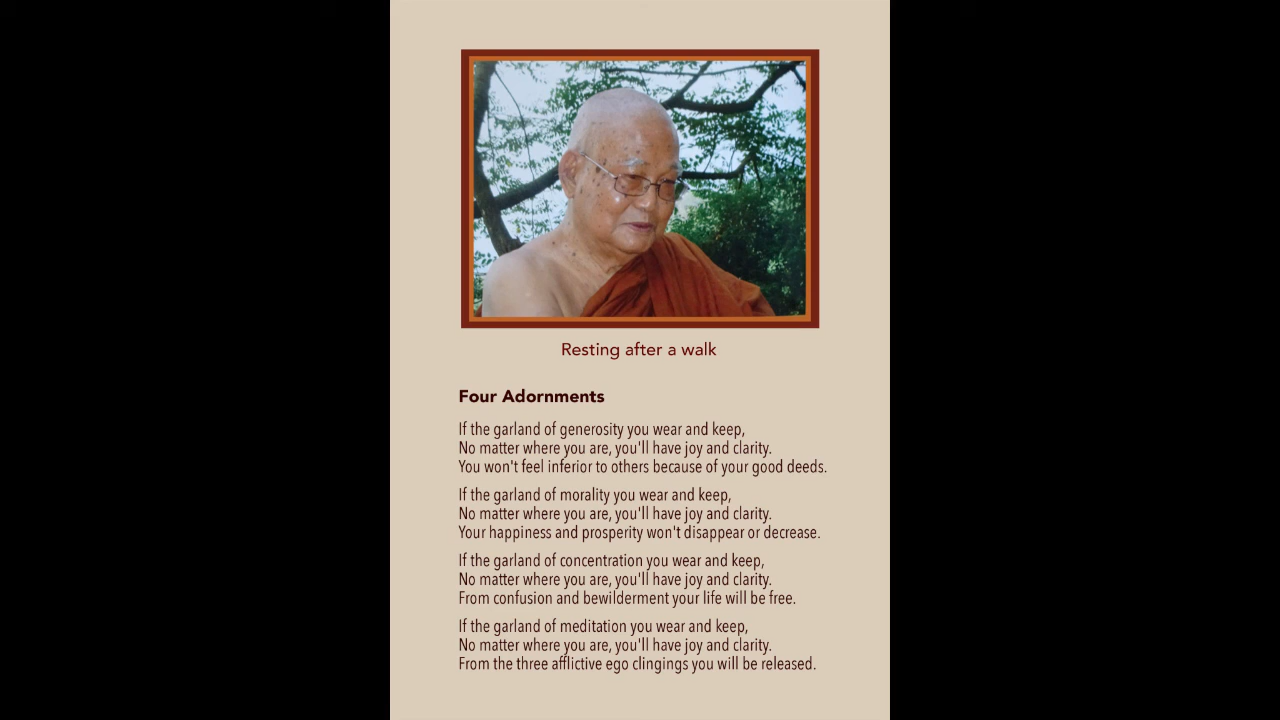 Resting after a walk
Four Adornments
If the garland of generosity you wear and keep,
No matter where you are, you'll have joy and clarity.
You won't feel inferior to others because of your good deeds.
If the garland of morality you wear and keep,
No matter where you are, you'll have joy and clarity.
Your happiness and prosperity won't disappear or decrease.
If the garland of concentration you wear and keep,
No matter where you are, you'll have joy and clarity.
From confusion and bewilderment your life will be free.
If the garland of meditation you wear and keep,
No matter where you are, you'll have joy and clarity.
From the three afflictive ego clingings you will be released.